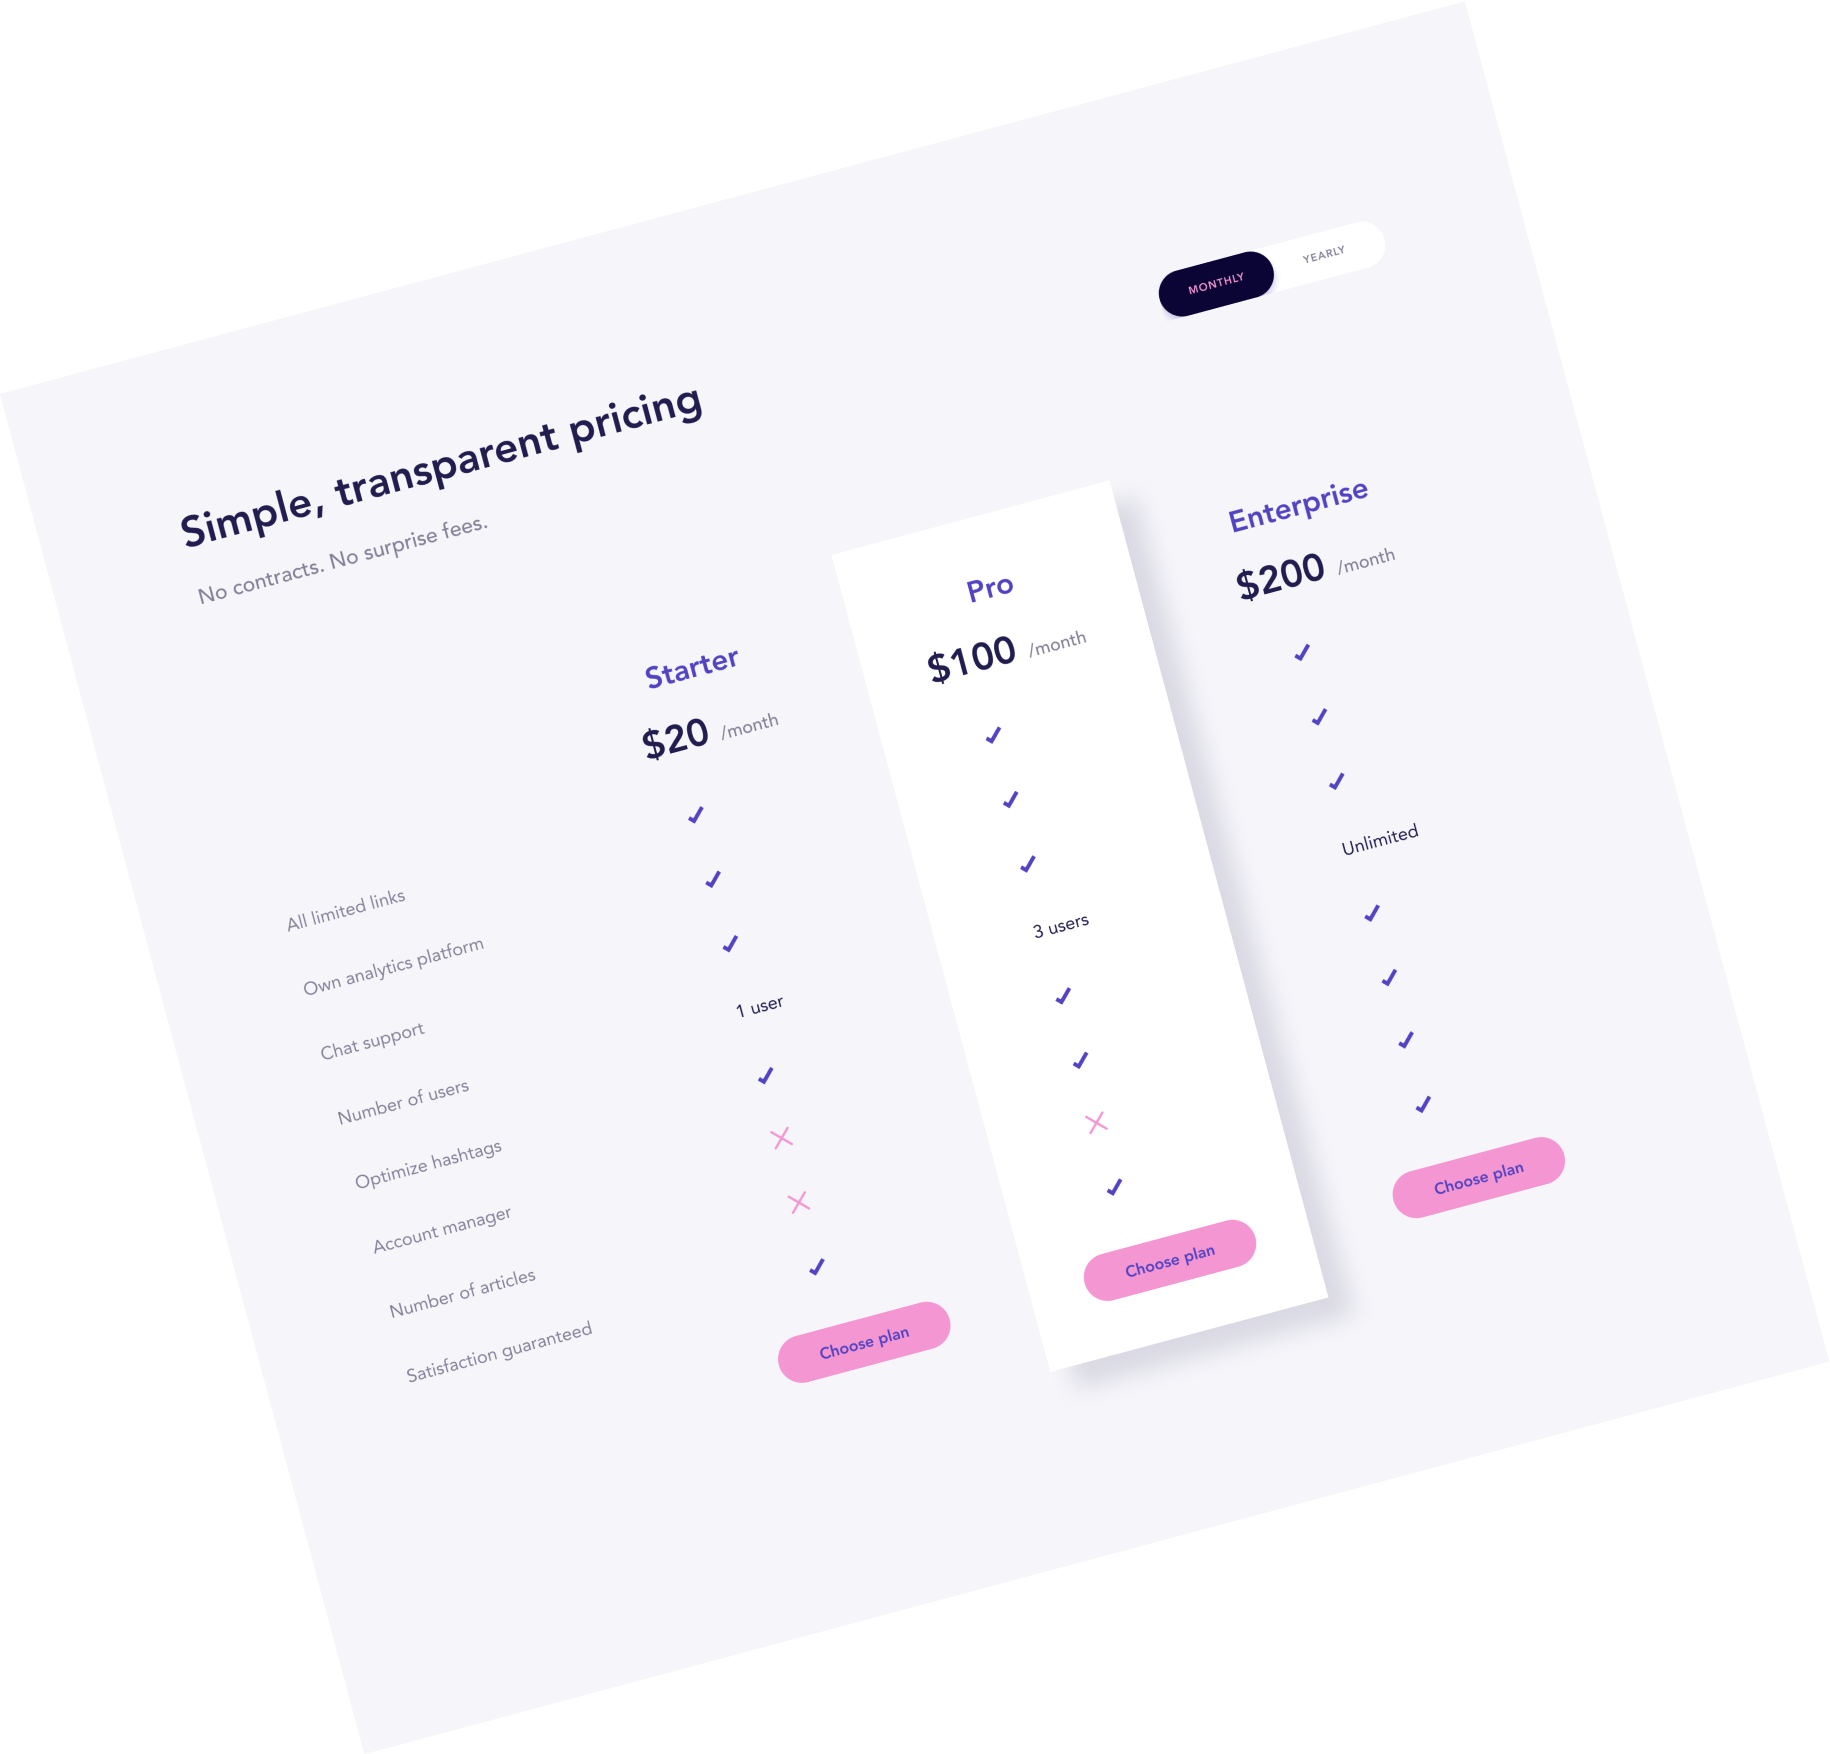 MONTHLY YEARLY
Simple, transparent pricing
No contracts. No surprise fees.
Starter Pro Enterprise
$20 /month $100 /month $200 /month
All limited links
Own analytics platform
Chat support
Number of users 1 user 3 users Unlimited
Optimize hashtags
Account manager
Number of articles
Satisfaction guaranteed
Choose plan Choose plan Choose plan